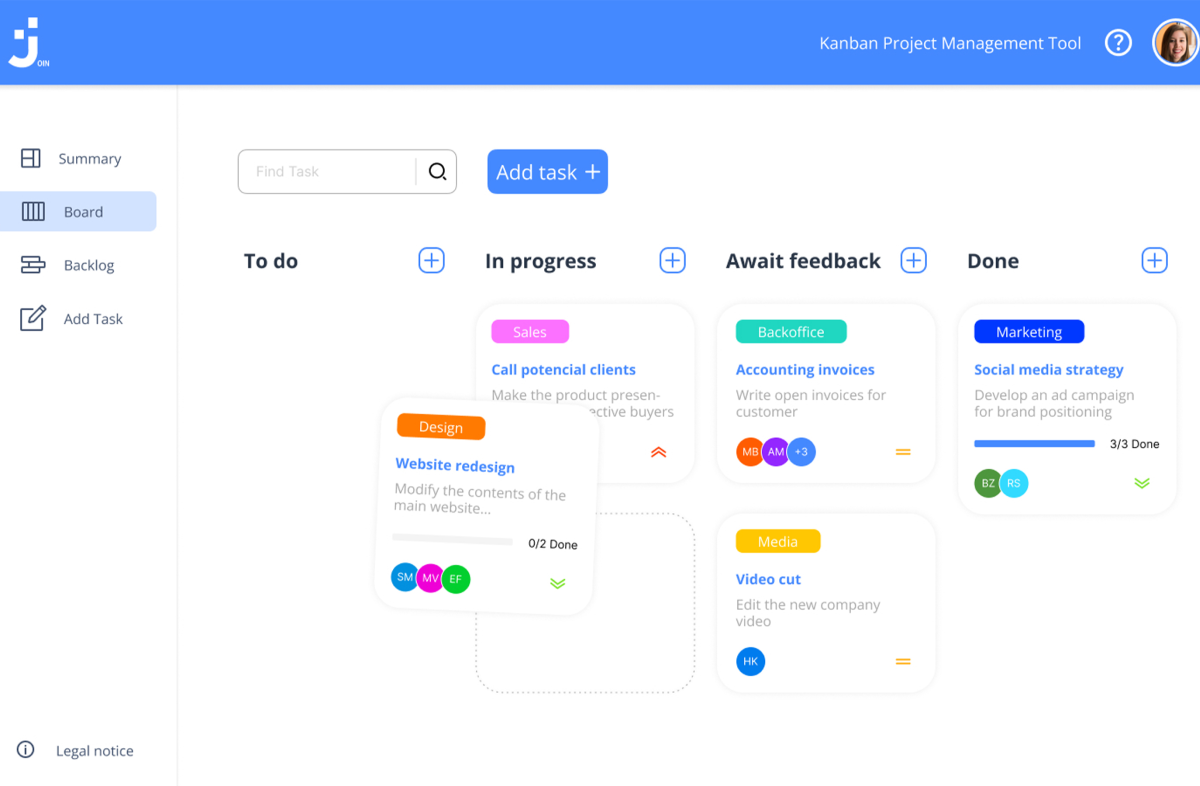 Join
Kanban Project Management Tool
?
Summary
Board
Backlog
Add Task
Legal notice
Find Task
Add task +
To do
In progress
Await feedback
Done
Sales
Call potencial clients
Make the product presen-
ective buyers
Design
Website redesign
Modify the contents of the
main website...
0/2 Done
SM
MV
EF
Backoffice
Accounting invoices
Write open invoices for
customer
MB
AM
+3
Media
Video cut
Edit the new company
video
HK
Marketing
Social media strategy
Develop an ad campaign
for brand positioning
3/3 Done
BZ
RS